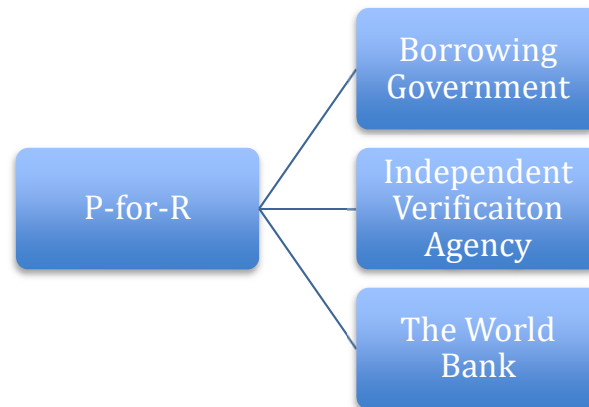 P-for-R
Borrowing
Government
Independent
Verificaiton
Agency
The World
Bank